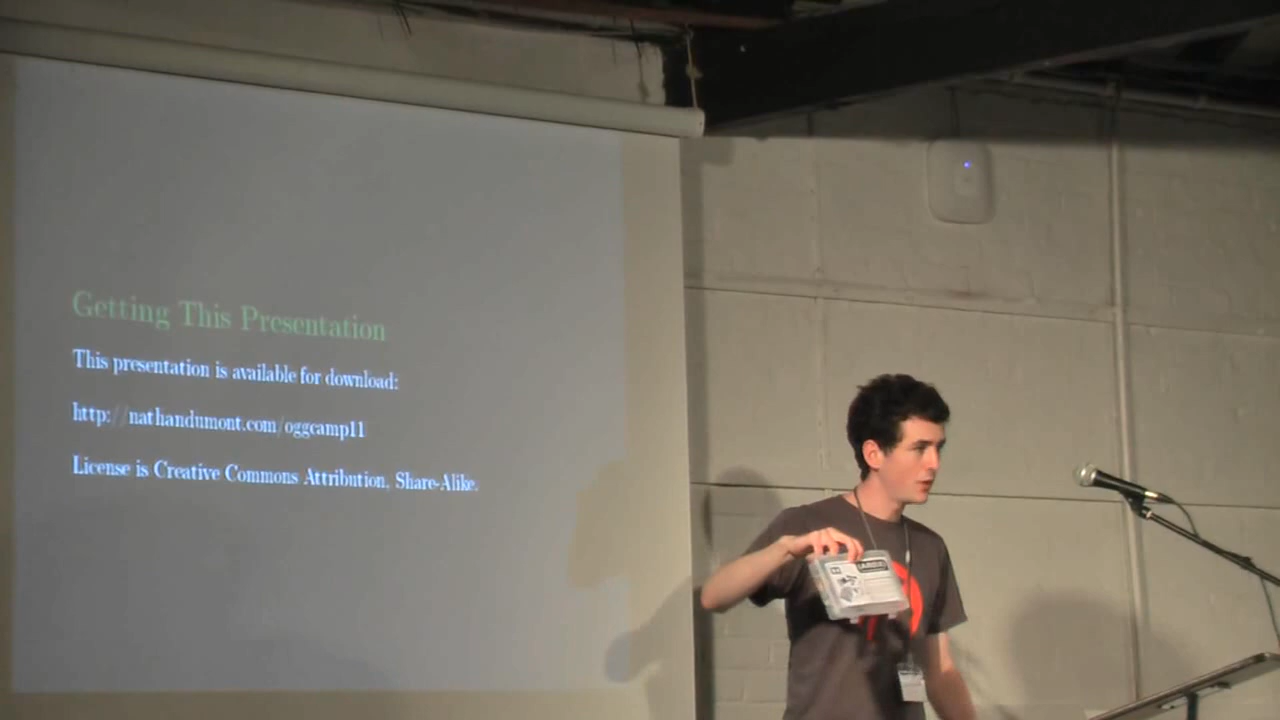 Getting This Presentation
This presentation is available for download:
http://nathandumont.com/oggcamp11
License is Creative Commons Attribution, Share-Alike.